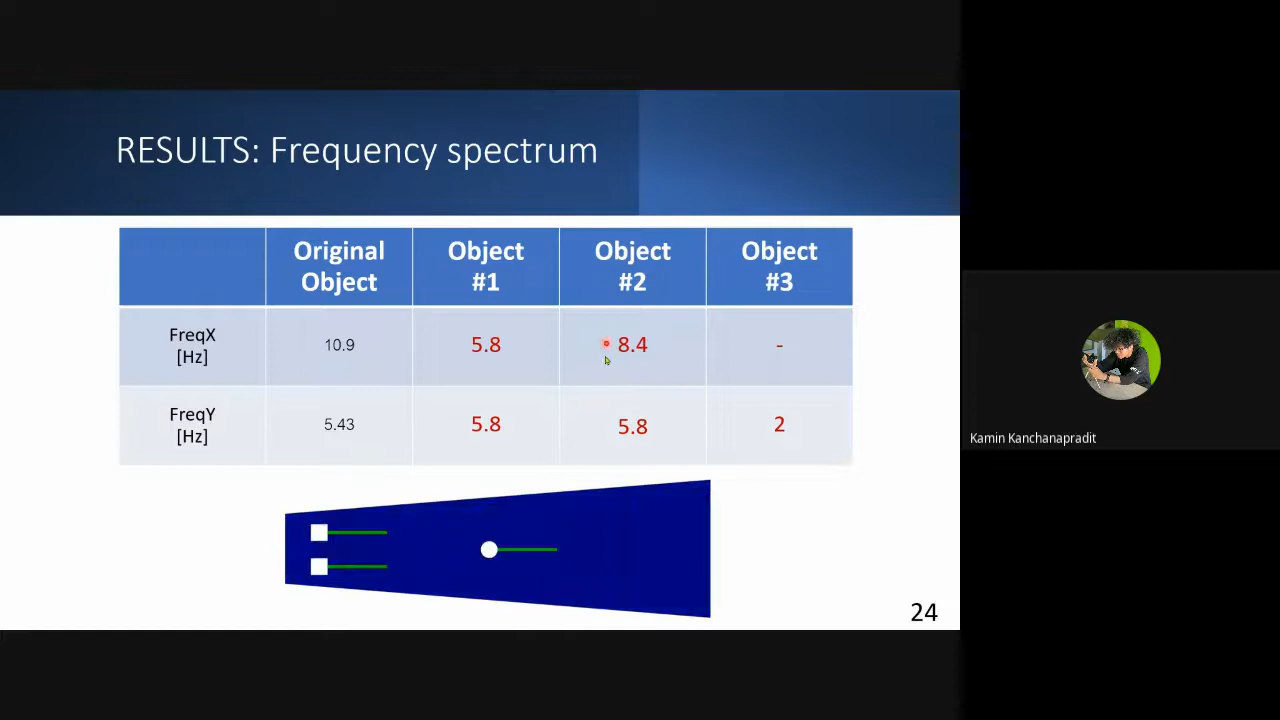 RESULTS: Frequency spectrum
Original Object
Object #1
Object #2
Object #3
FreqX [Hz]
10.9
5.8
8.4
-
FreqY [Hz]
5.43
5.8
5.8
2
24
Kamin Kanchanapradit